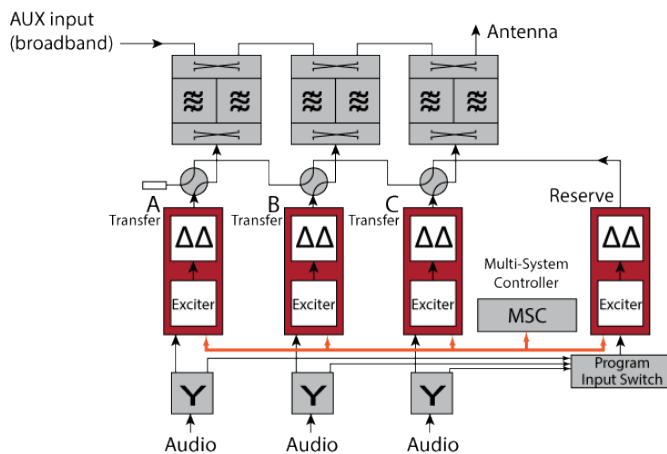 AUX input
(broadband)
Antenna
A
Transfer
B
Transfer
C
Transfer
Reserve
ΔΔ
ΔΔ
ΔΔ
ΔΔ
Multi-System
Controller
Exciter
Exciter
Exciter
MSC
Exciter
Program
Input Switch
Y
Y
Y
Audio
Audio
Audio